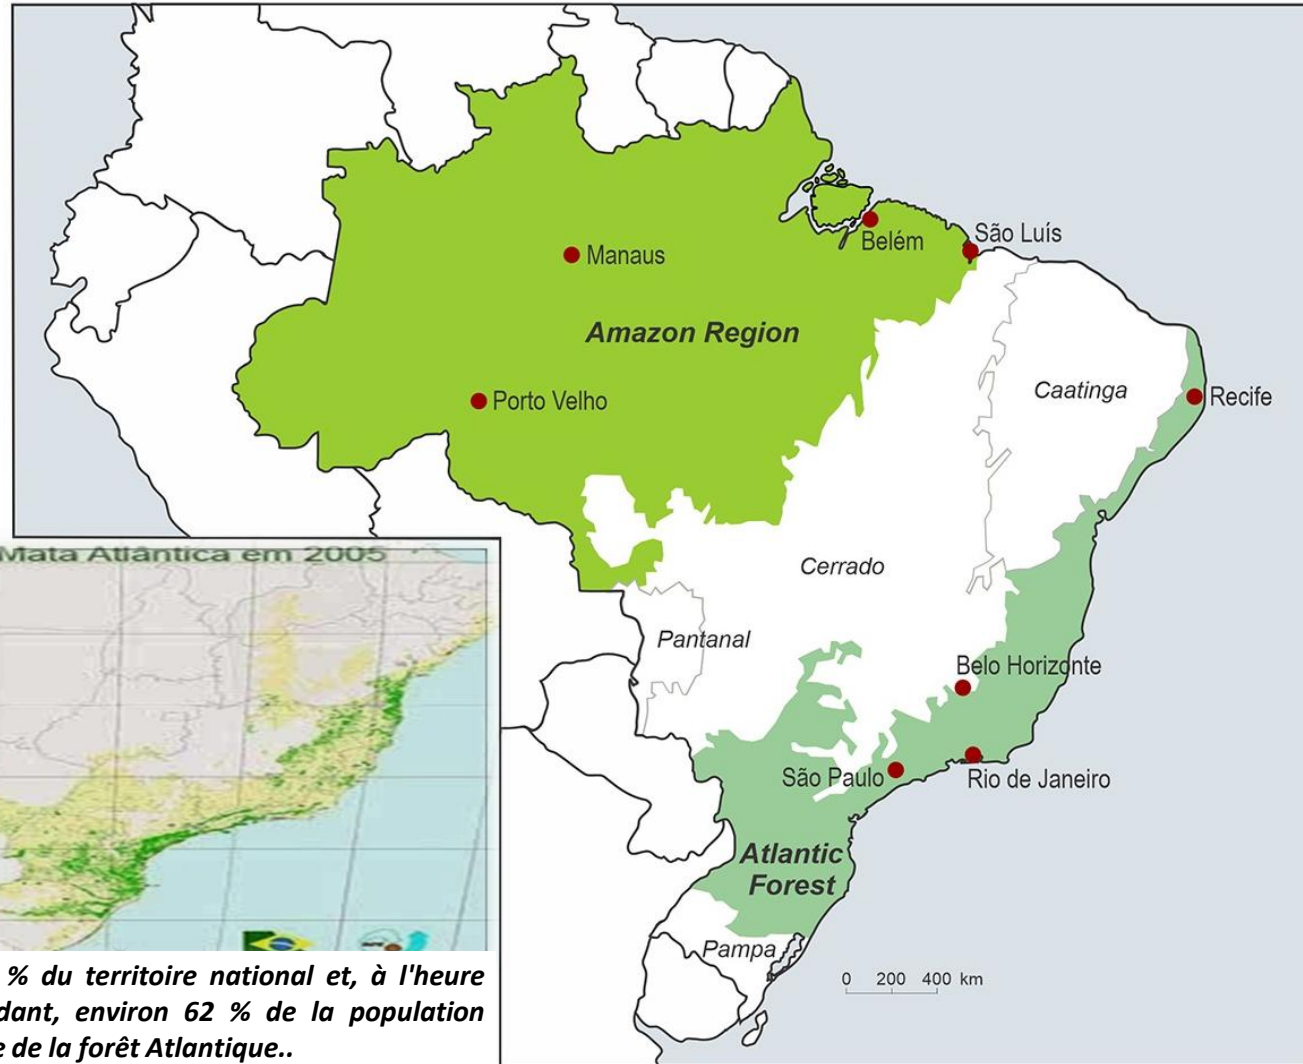 São Luís
Belém
Manaus
Amazon Region
Caatinga
Porto Velho
Recife
Mata Atlântica em 2005
Cerrado
Pantanal
Belo Horizonte
São Paulo
Rio de Janeiro
Atlantic
Forest
Pampa
0 200 400 km
% du territoire national et, à l'heure
environ 62 % de la population
de la forêt Atlantique..